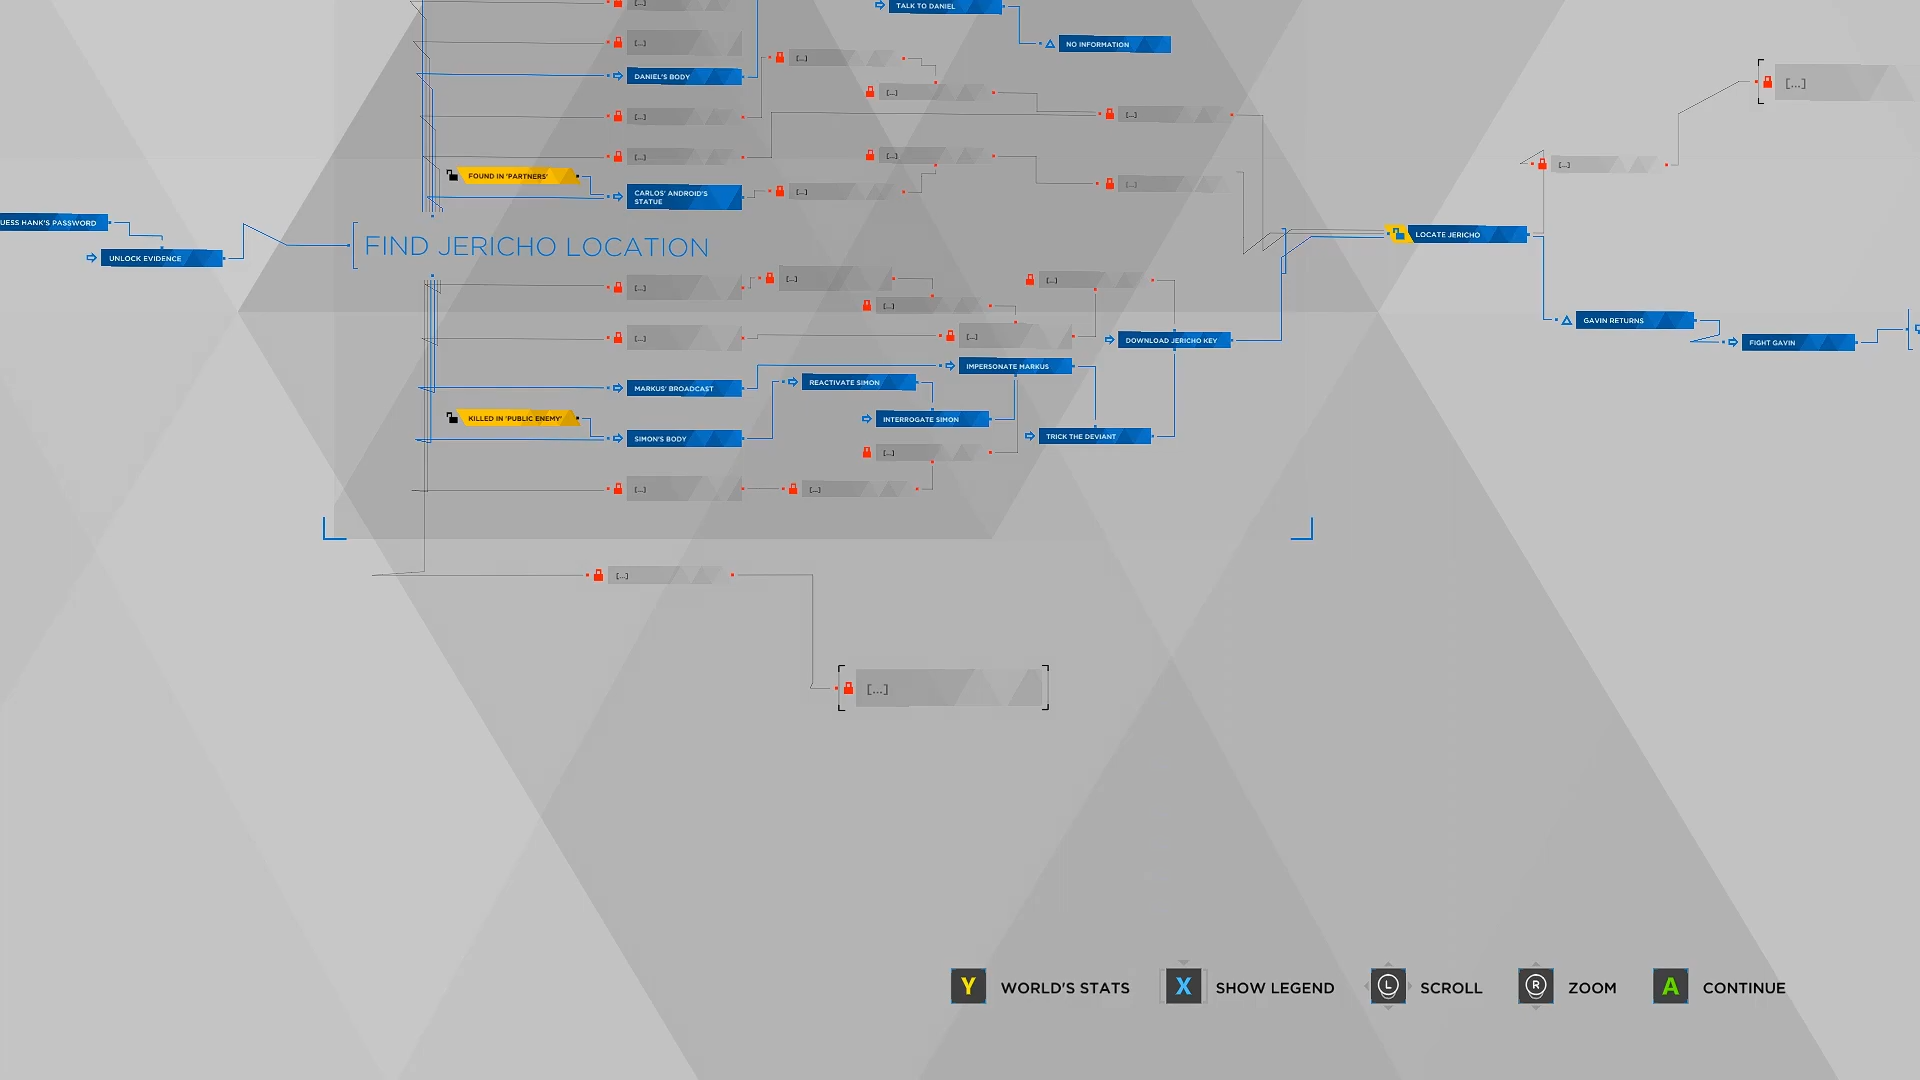 [...]
TALK TO DANIEL
[...]
NO INFORMATION
DANIEL'S BODY
[...]
[...]
[...]
[...]
[...]
[...]
[...]
[...]
[...]
FOUND IN 'PARTNERS'
CARLOS' ANDROID'S
STATUE
[...]
[...]
UESS HANK'S PASSWORD
UNLOCK EVIDENCE
FIND JERICHO LOCATION
LOCATE JERICHO
[...]
[...]
[...]
[...]
[...]
[...]
DOWNLOAD JERICHO KEY
GAVIN RETURNS
FIGHT GAVIN
MARKUS' BROADCAST
REACTIVATE SIMON
IMPERSONATE MARKUS
KILLED IN 'PUBLIC ENEMY'
SIMON'S BODY
INTERROGATE SIMON
TRICK THE DEVIANT
[...]
[...]
[...]
[...]
[...]
Y WORLD'S STATS
X SHOW LEGEND
L SCROLL
R ZOOM
A CONTINUE